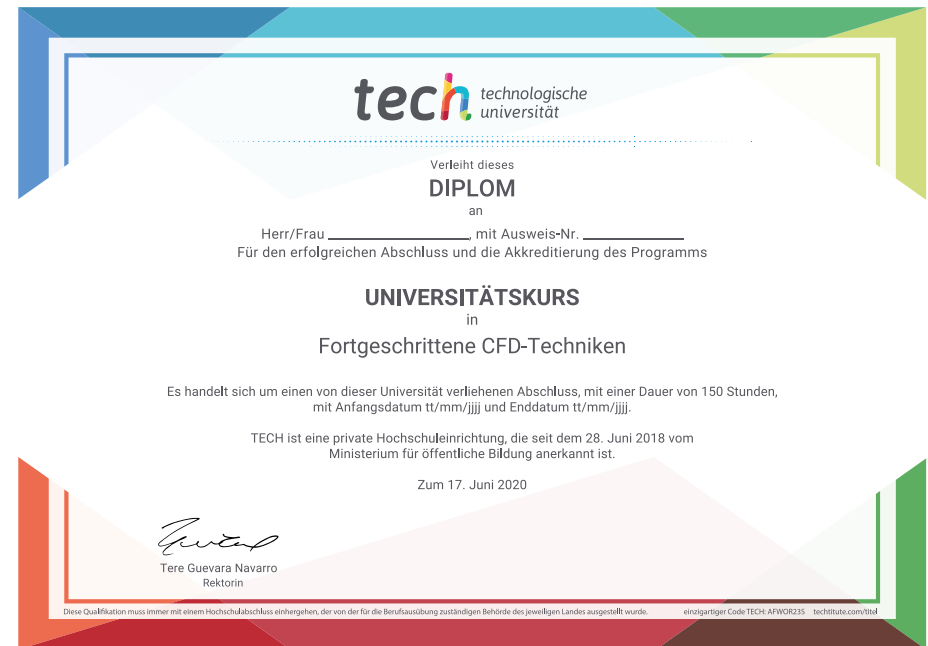 tech technologische
universität
Verleiht dieses
DIPLOM
an
Herr/Frau ____________________, mit Ausweis-Nr. ______________
Für den erfolgreichen Abschluss und die Akkreditierung des Programms
UNIVERSITÄTSKURS
in
Fortgeschrittene CFD-Techniken
Es handelt sich um einen von dieser Universität verliehenen Abschluss, mit einer Dauer von 150 Stunden,
mit Anfangsdatum tt/mm/jjjj und Enddatum tt/mm/jjjj.
TECH ist eine private Hochschuleinrichtung, die seit dem 28. Juni 2018 vom
Ministerium für öffentliche Bildung anerkannt ist.
Zum 17. Juni 2020
Tere Guevara Navarro
Rektorin
Diese Qualifikation muss immer mit einem Hochschulabschluss einhergehen, der von der für die Berufsausübung zuständigen Behörde des jeweiligen Landes ausgestellt wurde. einzigartiger Code TECH: AFWOR23S techtitute.com/titel